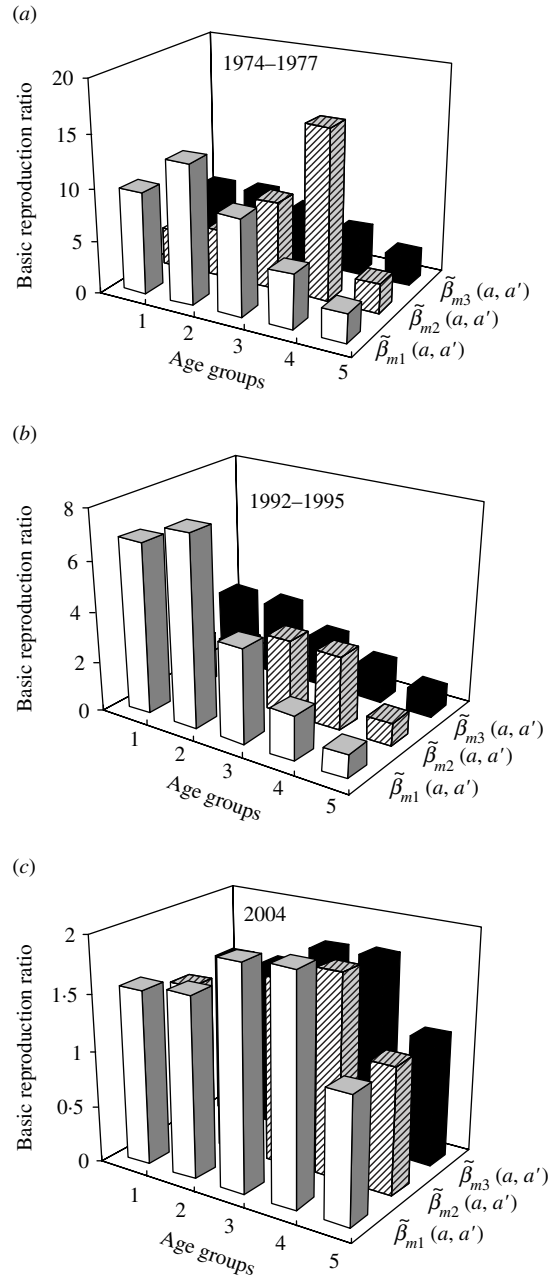 (a)
1974–1977
Basic reproduction ratio
20
15
10
5
0
1
2
3
4
5
Age groups
β̃m3 (a, a′)
β̃m2 (a, a′)
β̃m1 (a, a′)
(b)
1992–1995
Basic reproduction ratio
8
6
4
2
0
1
2
3
4
5
Age groups
β̃m3 (a, a′)
β̃m2 (a, a′)
β̃m1 (a, a′)
(c)
2004
Basic reproduction ratio
2
1·5
1
0·5
0
1
2
3
4
5
Age groups
β̃m3 (a, a′)
β̃m2 (a, a′)
β̃m1 (a, a′)